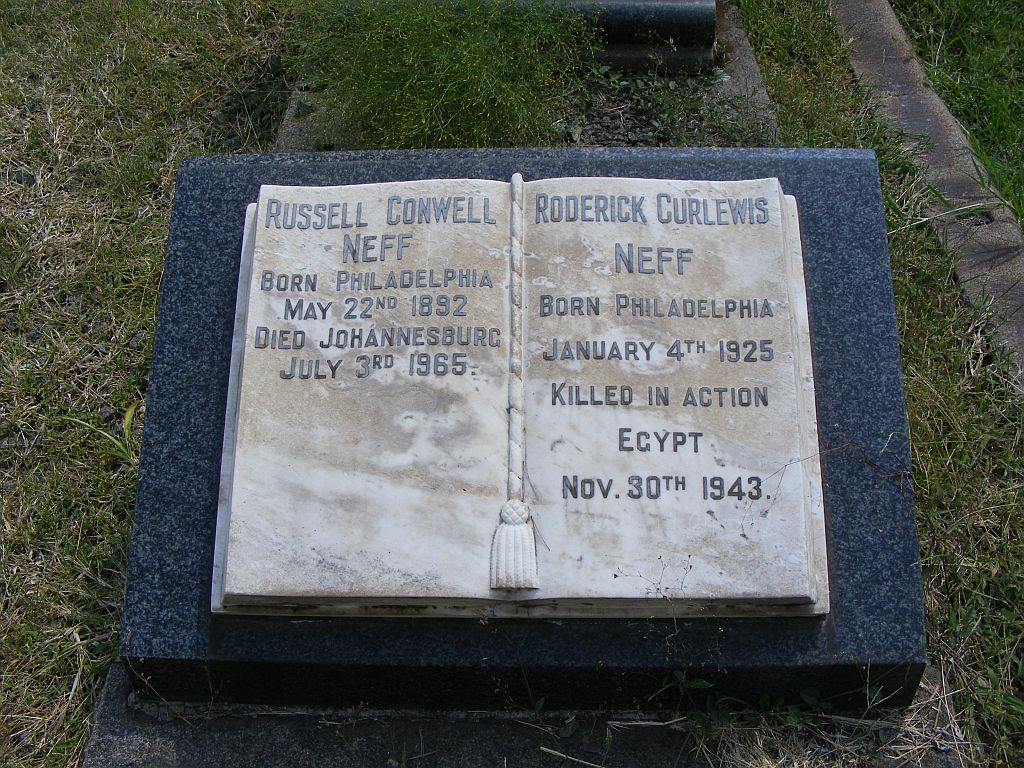 RUSSELL CONWELL
NEFF
BORN PHILADELPHIA
MAY 22ND 1892
DIED JOHANNESBURG
JULY 3RD 1965.
RODERICK CURLEWIS
NEFF
BORN PHILADELPHIA
JANUARY 4TH 1925
KILLED IN ACTION
EGYPT
NOV. 30TH 1943.